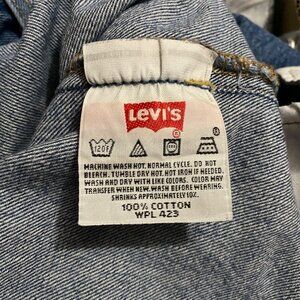 LEVI'S
®
120F
MACHINE WASH HOT. NORMAL CYCLE. DO NOT
BLEACH. TUMBLE DRY HOT. HOT IRON IF NEEDED.
WASH AND DRY WITH LIKE COLORS. COLOR MAY
TRANSFER WHEN NEW. WASH BEFORE WEARING.
SHRINKS APPROXIMATELY 10%.
100% COTTON
WPL 423